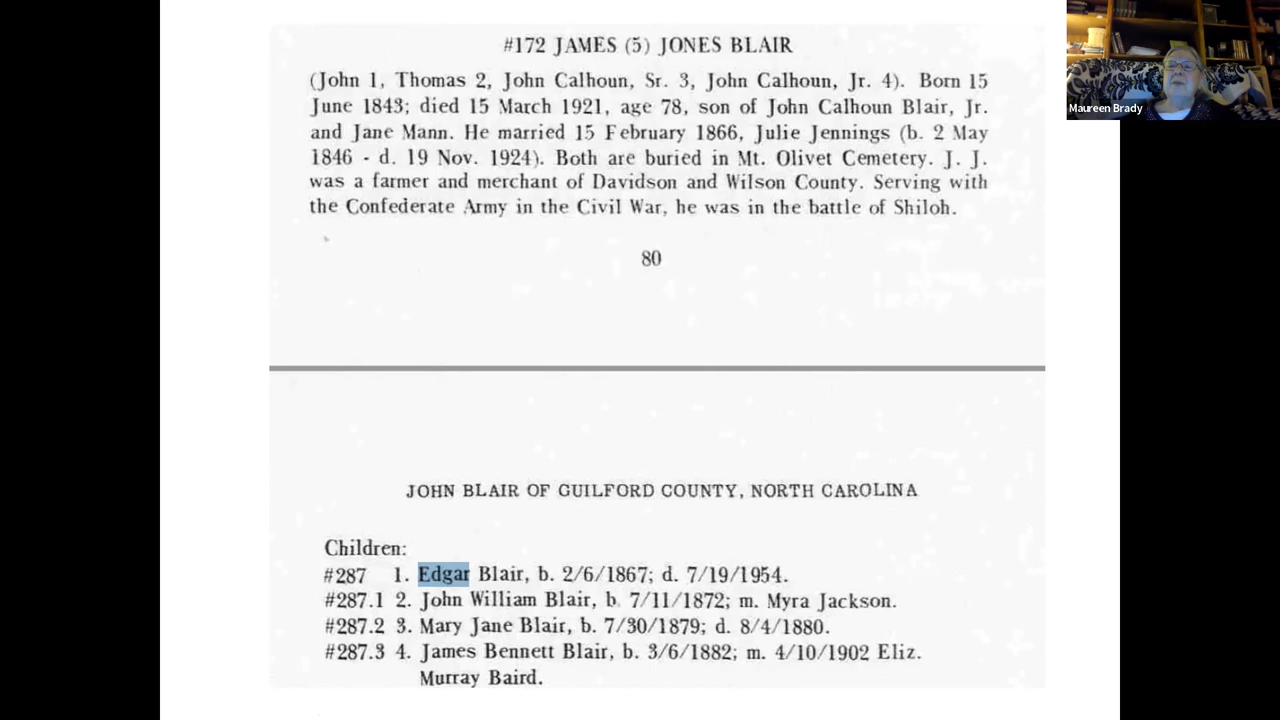 #172 JAMES (5) JONES BLAIR
(John 1, Thomas 2, John Calhoun, Sr. 3, John Calhoun, Jr. 4). Born 15
June 1843; died 15 March 1921, age 78, son of John Calhoun Blair, Jr.
and Jane Mann. He married 15 February 1866, Julie Jennings (b. 2 May
1846 - d. 19 Nov. 1924). Both are buried in Mt. Olivet Cemetery. J. J.
was a farmer and merchant of Davidson and Wilson County. Serving with
the Confederate Army in the Civil War, he was in the battle of Shiloh.
80
JOHN BLAIR OF GUILFORD COUNTY, NORTH CAROLINA
Children:
#287 1. Edgar Blair, b. 2/6/1867; d. 7/19/1954.
#287.1 2. John William Blair, b. 7/11/1872; m. Myra Jackson.
#287.2 3. Mary Jane Blair, b. 7/30/1879; d. 8/4/1880.
#287.3 4. James Bennett Blair, b. 3/6/1882; m. 4/10/1902 Eliz.
Murray Baird.
Maureen Brady